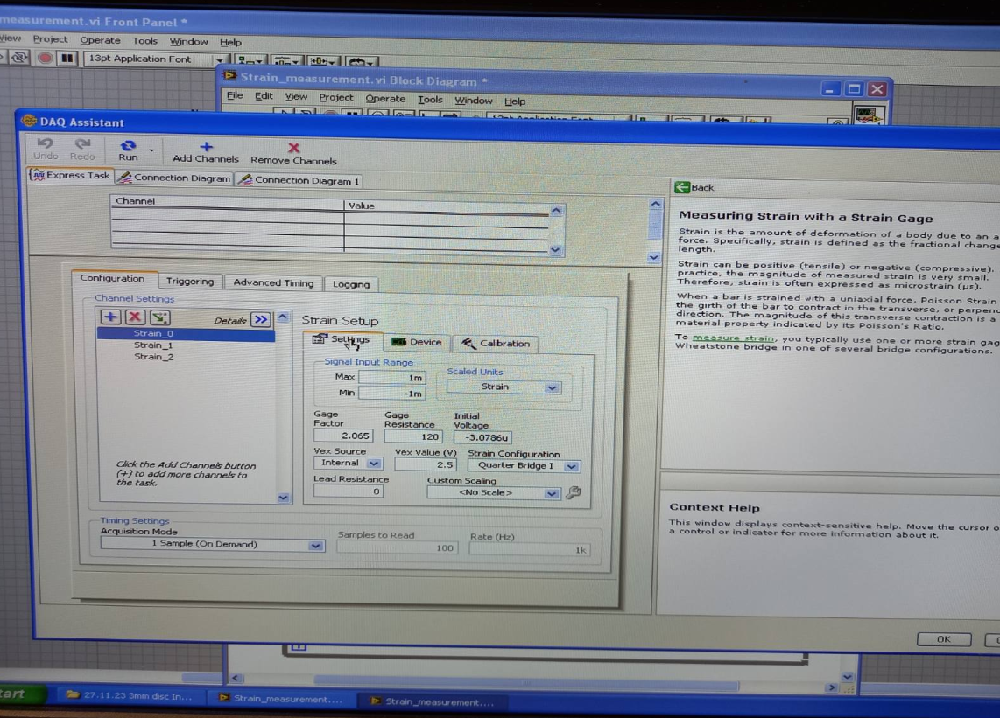 measurement.vi Front Panel *
View Project Operate Tools Window Help
13pt Application Font
Strain_measurement.vi Block Diagram *
File Edit View Project Operate Tools Window Help
DAQ Assistant
Undo Redo Run Add Channels Remove Channels
Express Task Connection Diagram Connection Diagram 1
Channel Value
Configuration Triggering Advanced Timing Logging
Channel Settings
Details >>
Strain_0
Strain_1
Strain_2
Click the Add Channels button
(+) to add more channels to
the task.
Strain Setup
Settings Device Calibration
Signal Input Range
Max 1m
Min -1m
Scaled Units
Strain
Gage Factor
2.065
Gage Resistance
120
Initial Voltage
-3.0786u
Vex Source
Internal
Vex Value (V)
2.5
Strain Configuration
Quarter Bridge I
Lead Resistance
0
Custom Scaling
<No Scale>
Timing Settings
Acquisition Mode
1 Sample (On Demand)
Samples to Read
100
Rate (Hz)
1k
Back
Measuring Strain with a Strain Gage
Strain is the amount of deformation of a body due to an a
force. Specifically, strain is defined as the fractional change
length.
Strain can be positive (tensile) or negative (compressive).
practice, the magnitude of measured strain is very small.
Therefore, strain is often expressed as microstrain (µs).
When a bar is strained with a uniaxial force, Poisson Strain
the girth of the bar to contract in the transverse, or perpen
direction. The magnitude of this transverse contraction is a
material property indicated by its Poisson's Ratio.
To measure strain, you typically use one or more strain gag
Wheatstone bridge in one of several bridge configurations.
Context Help
This window displays context-sensitive help. Move the cursor o
a control or indicator for more information about it.
OK
tart 27.11.23 3mm disc In... Strain_measurement.... Strain_measurement....